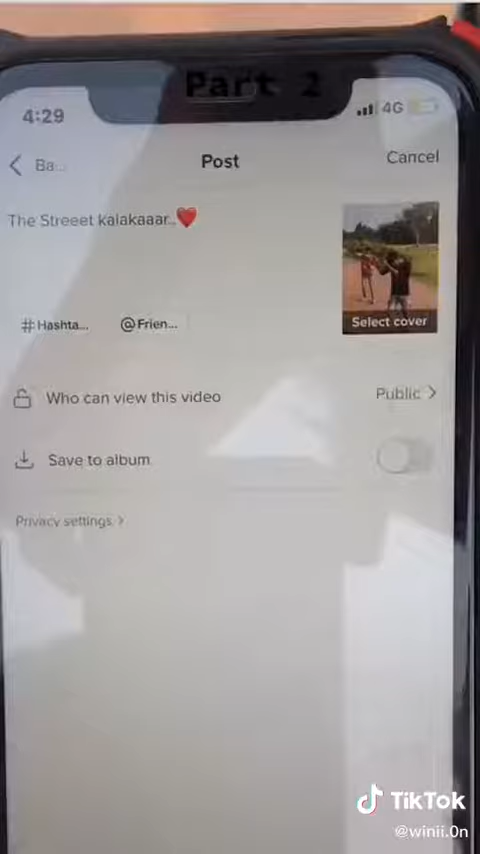 Part 2
4:29
4G
Ba...
Post
Cancel
The Streeet kalakaaar..❤️
Select cover
#Hashta...
@Frien...
Who can view this video
Public >
Save to album
Privacy settings >
TikTok
@winii.0n